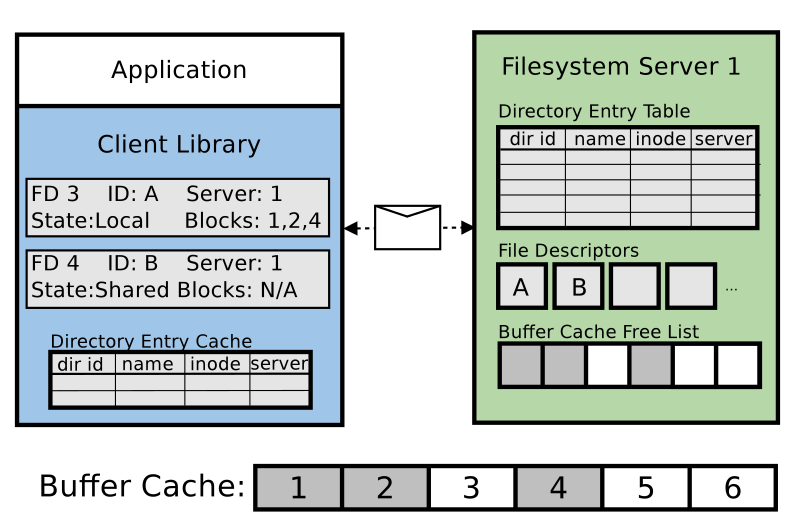 Application
Client Library
FD 3 ID: A Server: 1
State:Local Blocks: 1,2,4
FD 4 ID: B Server: 1
State:Shared Blocks: N/A
Directory Entry Cache
dir id name inode server
Filesystem Server 1
Directory Entry Table
dir id name inode server
File Descriptors
A B ...
Buffer Cache Free List
Buffer Cache: 1 2 3 4 5 6